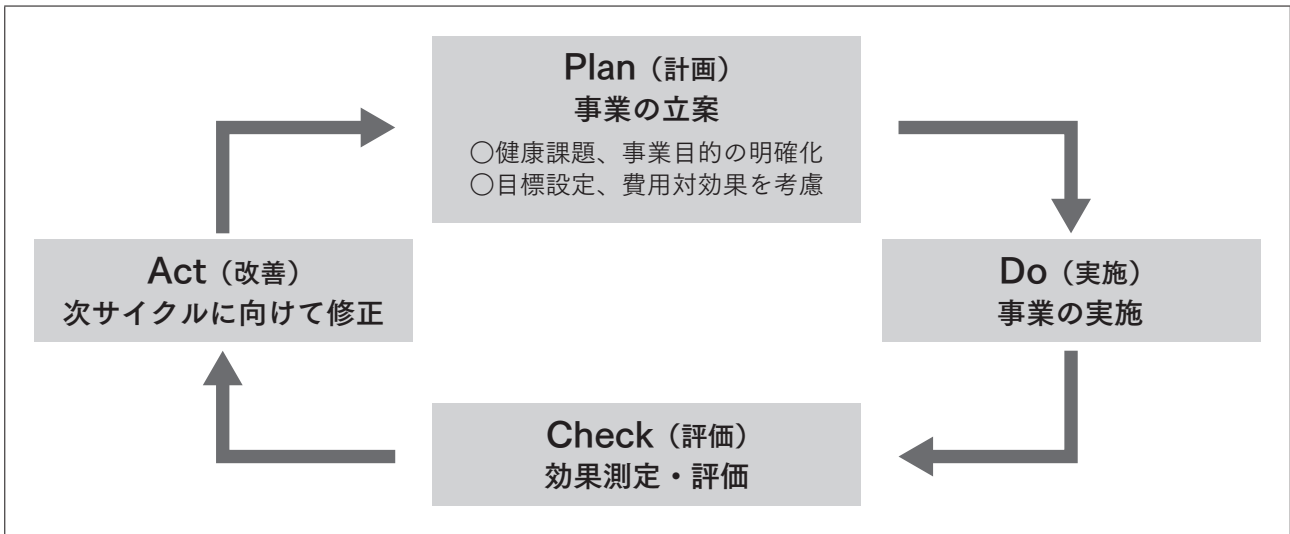 Plan（計画）
事業の立案
○健康課題、事業目的の明確化
○目標設定、費用対効果を考慮
Act（改善）
次サイクルに向けて修正
Do（実施）
事業の実施
Check（評価）
効果測定・評価